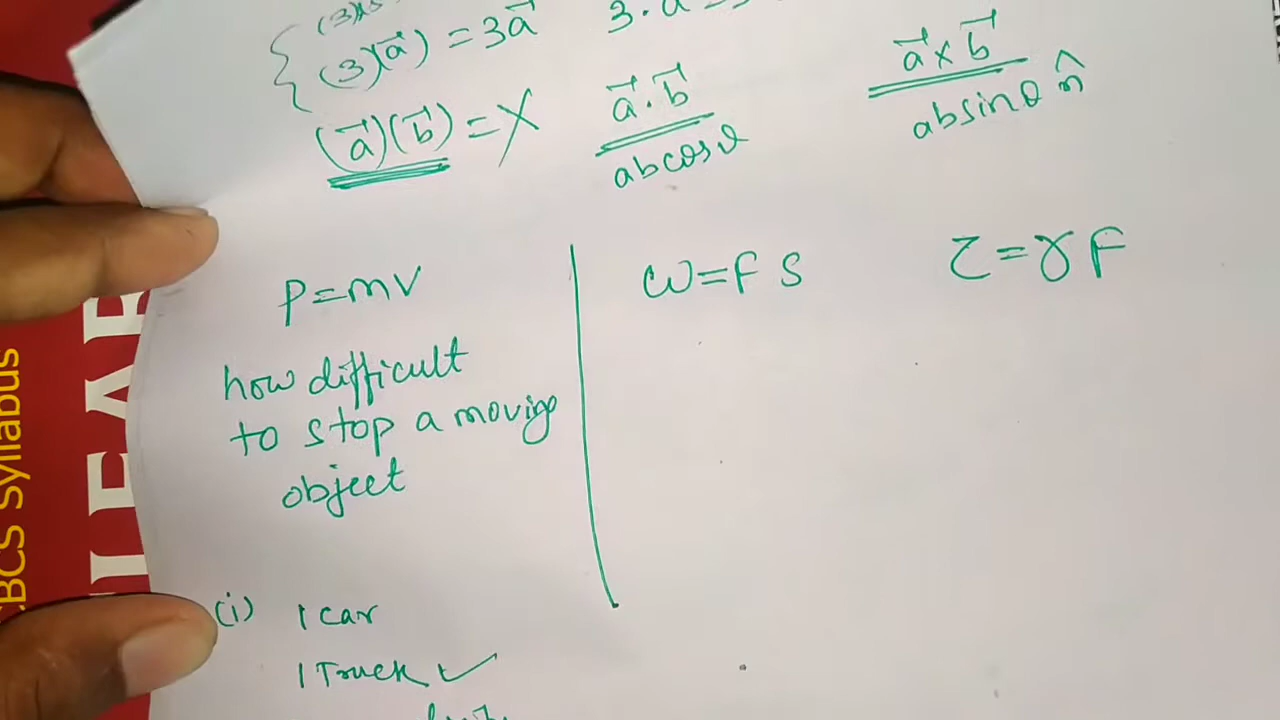 (3)(a⃗) = 3a⃗
(a⃗)(b⃗) = X
a⃗ . b⃗
abcosθ
a⃗ × b⃗
absinθ n̂
P=mv
how difficult
to stop a moving
object
(i) 1 car
1 Truck ✓
W=F S
τ=r F
CBCS Syllabus